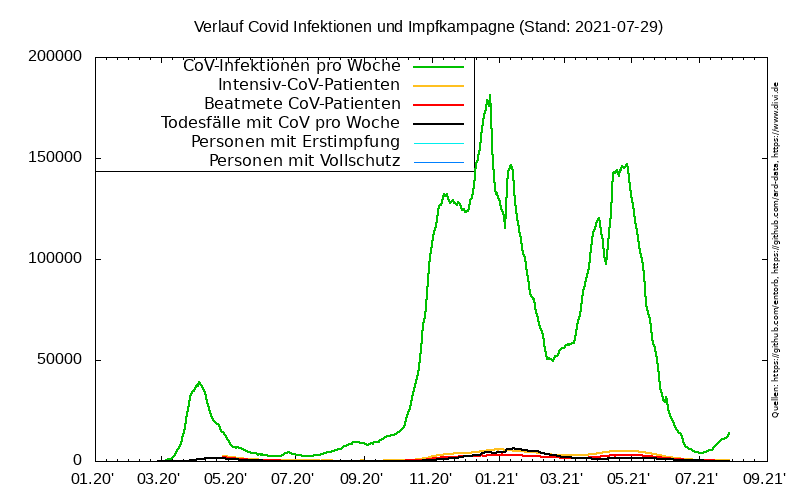 Verlauf Covid Infektionen und Impfkampagne (Stand: 2021-07-29)
CoV-Infektionen pro Woche
Intensiv-CoV-Patienten
Beatmete CoV-Patienten
Todesfälle mit CoV pro Woche
Personen mit Erstimpfung
Personen mit Vollschutz
200000
150000
100000
50000
0
01.20'
03.20'
05.20'
07.20'
09.20'
11.20'
01.21'
03.21'
05.21'
07.21'
09.21'
Quellen: https://github.com/entorb, https://github.com/ard-data, https://www.divi.de